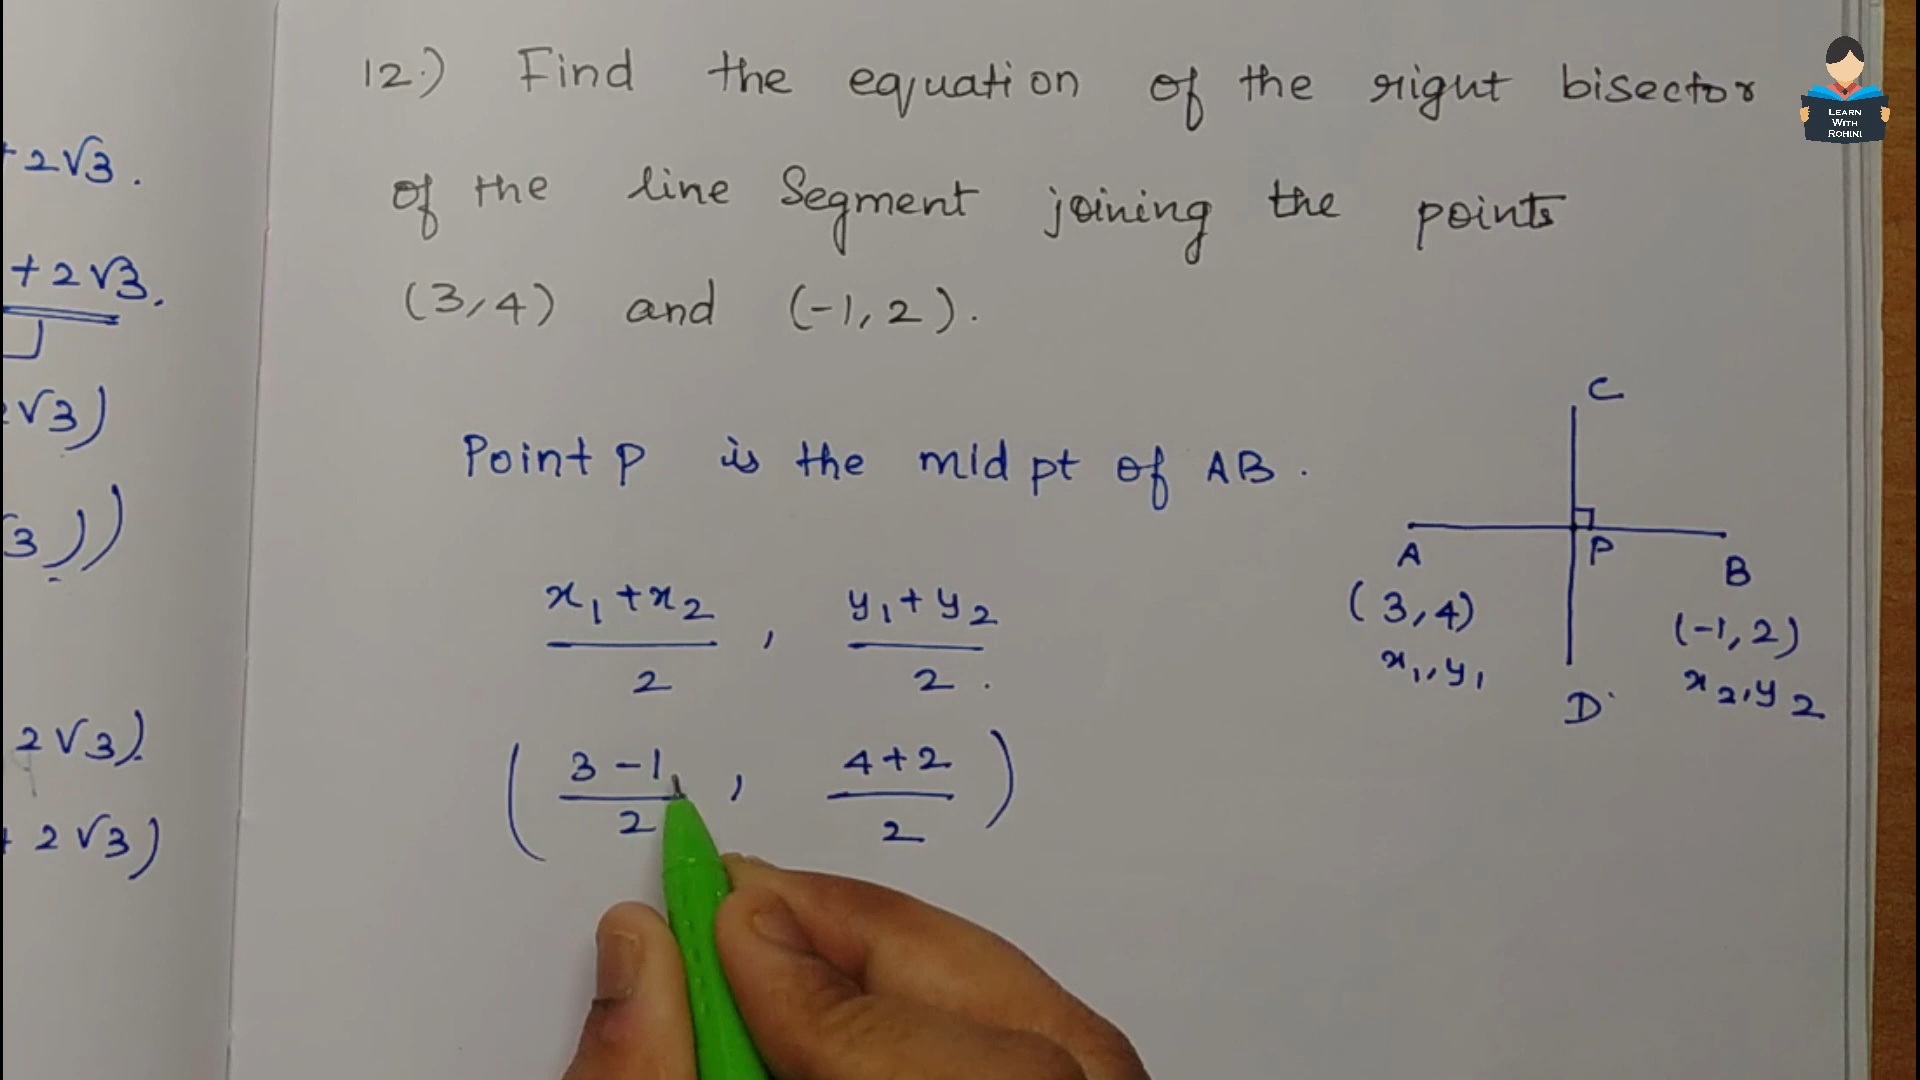 +2√3.
+2√3.
√3)
3))
2√3).
+ 2√3)
12.) Find the equation of the right bisector
of the line Segment joining the points
(3,4) and (-1,2).
Point P is the mid pt of AB.
x₁+x₂ / 2 , y₁+y₂ / 2.
( 3-1 / 2 , 4+2 / 2 )
C
A P B
(3,4) (-1,2)
x₁,y₁ x₂,y₂
D
LEARN
WITH
ROHINI